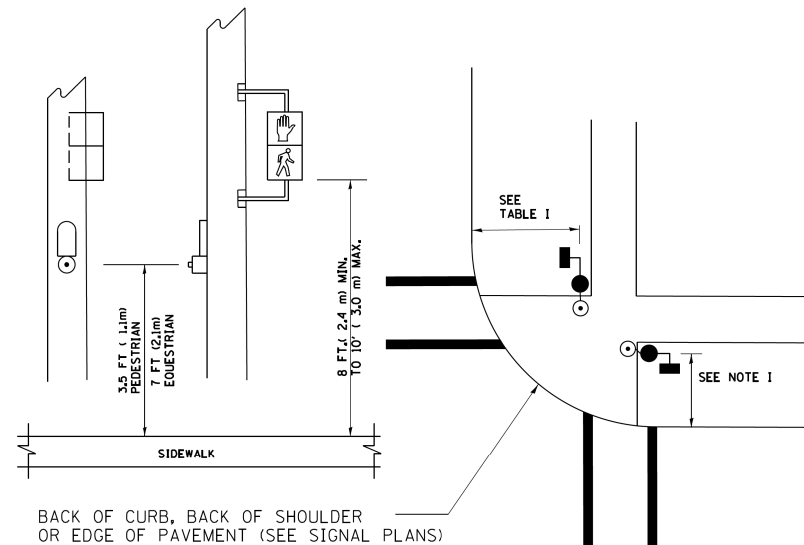 SEE
TABLE I
3.5 FT ( 1.1m)
PEDESTRIAN
7 FT (2.1m)
EQUESTRIAN
8 FT.( 2.4 m) MIN.
TO 10' ( 3.0 m) MAX.
SEE NOTE I
SIDEWALK
BACK OF CURB, BACK OF SHOULDER
OR EDGE OF PAVEMENT (SEE SIGNAL PLANS)